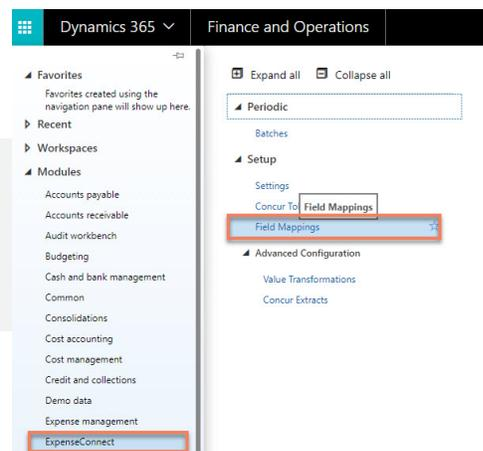 Dynamics 365
Finance and Operations
Favorites
Favorites created using the
navigation pane will show up here.
Recent
Workspaces
Modules
Accounts payable
Accounts receivable
Audit workbench
Budgeting
Cash and bank management
Common
Consolidations
Cost accounting
Cost management
Credit and collections
Demo data
Expense management
ExpenseConnect
Expand all
Collapse all
Periodic
Batches
Setup
Settings
Concur To
Field Mappings
Field Mappings
Advanced Configuration
Value Transformations
Concur Extracts